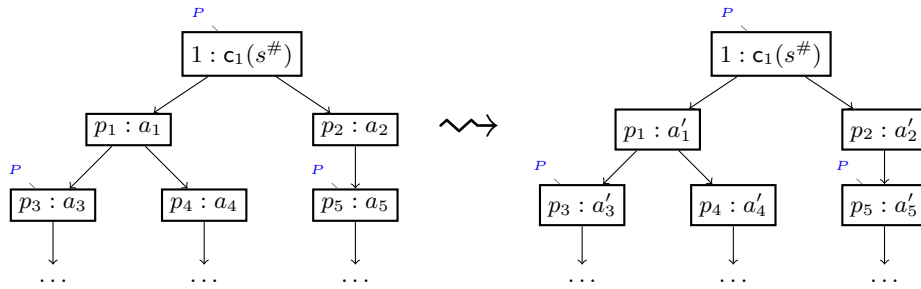 P P
1 : c₁(s^#) 1 : c₁(s^#)
p₁ : a₁ p₂ : a₂ p₁ : a′₁ p₂ : a′₂
P P P P
p₃ : a₃ p₄ : a₄ p₅ : a₅ p₃ : a′₃ p₄ : a′₄ p₅ : a′₅
... ... ... ... ... ...